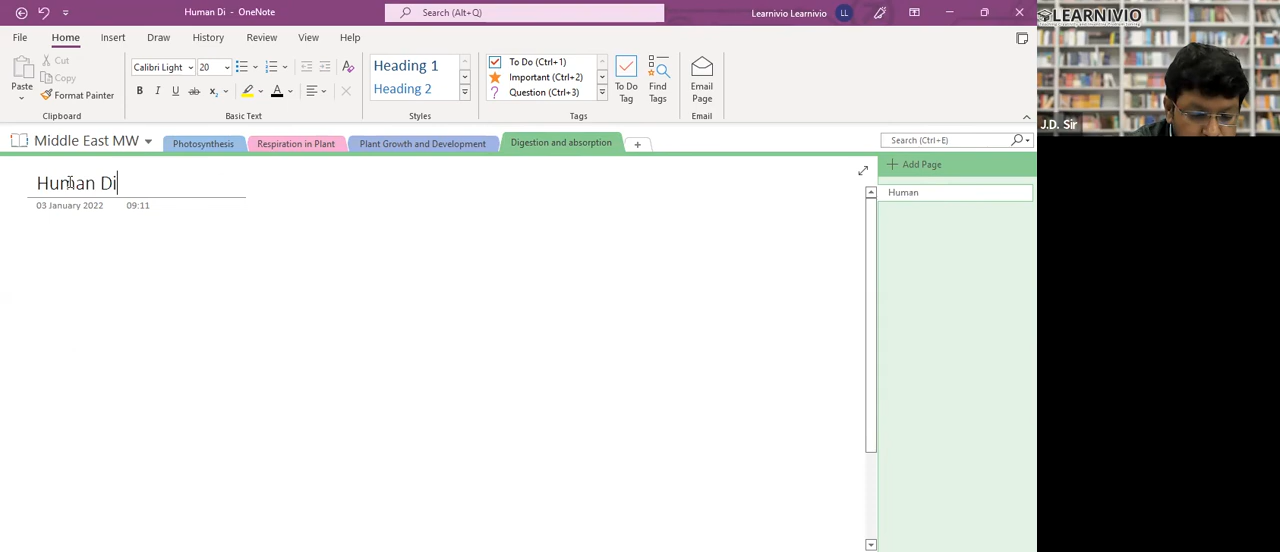 Human Di - OneNote
Search (Alt+Q)
Learnivio Learnivio
LL
LEARNIVIO
File
Home
Insert
Draw
History
Review
View
Help
Paste
Cut
Copy
Format Painter
Clipboard
Calibri Light
20
B I U ab x₂ A
Basic Text
Heading 1
Heading 2
Styles
To Do (Ctrl+1)
Important (Ctrl+2)
Question (Ctrl+3)
To Do
Tag
Find
Tags
Tags
Email
Page
Email
J.D. Sir
Middle East MW
Photosynthesis
Respiration in Plant
Plant Growth and Development
Digestion and absorption
Search (Ctrl+E)
Add Page
Human
Human Di
03 January 2022 09:11